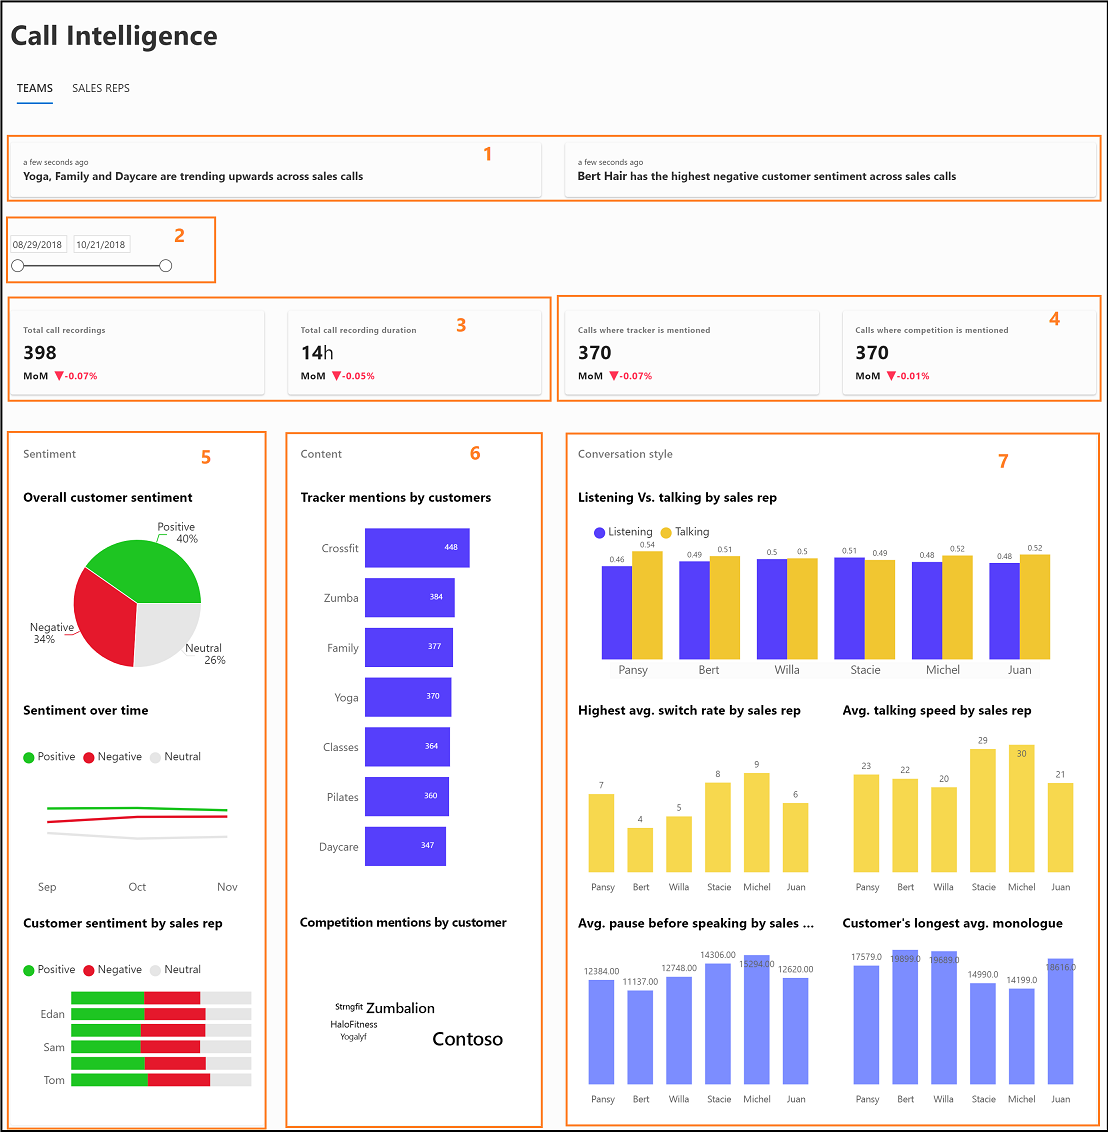 Call Intelligence
TEAMS SALES REPS
1
a few seconds ago
Yoga, Family and Daycare are trending upwards across sales calls
a few seconds ago
Bert Hair has the highest negative customer sentiment across sales calls
2
08/29/2018 10/21/2018
3
Total call recordings
398
MoM ▼-0.07%
Total call recording duration
14h
MoM ▼-0.05%
4
Calls where tracker is mentioned
370
MoM ▼-0.07%
Calls where competition is mentioned
370
MoM ▼-0.01%
Sentiment 5
Overall customer sentiment
Positive
40%
Negative
34%
Neutral
26%
Sentiment over time
Positive Negative Neutral
Sep Oct Nov
Customer sentiment by sales rep
Positive Negative Neutral
Edan
Sam
Tom
Content 6
Tracker mentions by customers
Crossfit 448
Zumba 384
Family 377
Yoga 370
Classes 364
Pilates 360
Daycare 347
Competition mentions by customer
Strngfit Zumbalion
HaloFitness
Yogalyf
Contoso
Conversation style 7
Listening Vs. talking by sales rep
Listening Talking
0.46 0.54 0.49 0.51 0.5 0.5 0.51 0.49 0.48 0.52 0.48 0.52
Pansy Bert Willa Stacie Michel Juan
Highest avg. switch rate by sales rep
7 4 5 8 9 6
Pansy Bert Willa Stacie Michel Juan
Avg. talking speed by sales rep
23 22 20 29 30 21
Pansy Bert Willa Stacie Michel Juan
Avg. pause before speaking by sales ...
12384.00 11137.00 12748.00 14306.00 15294.00 12620.00
Pansy Bert Willa Stacie Michel Juan
Customer's longest avg. monologue
17579.0 19899.0 19689.0 14990.0 14199.0 18616.0
Pansy Bert Willa Stacie Michel Juan